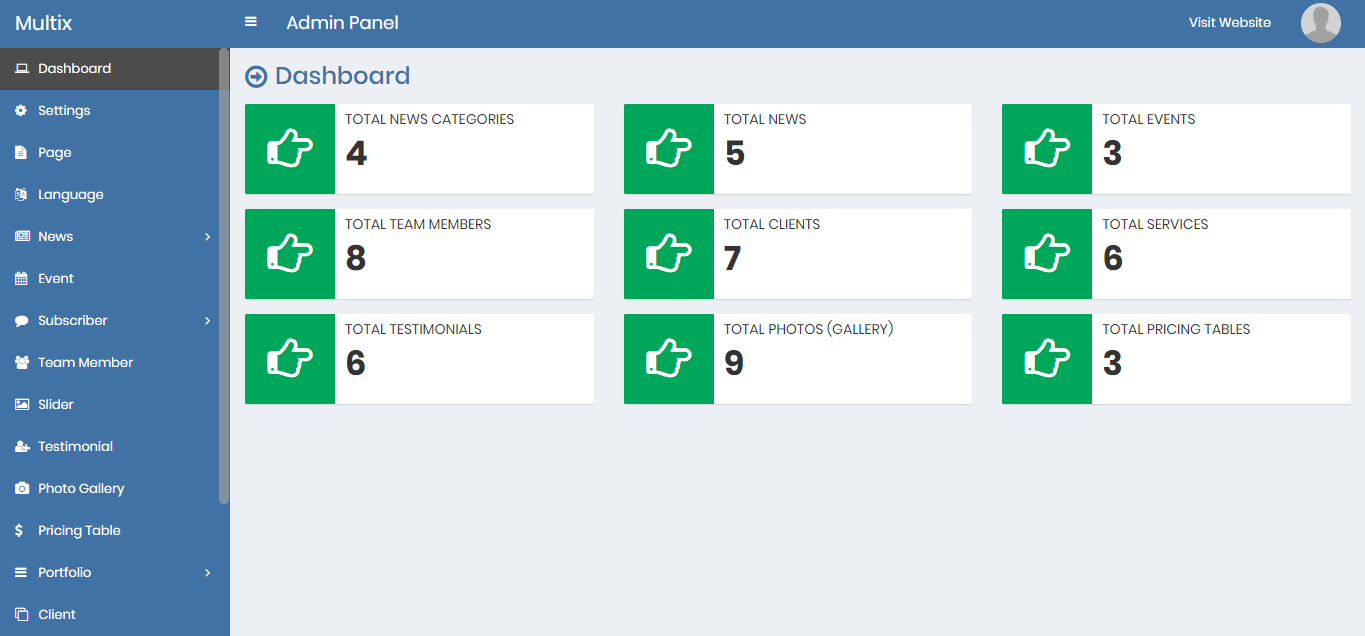 Multix
Admin Panel
Visit Website
Dashboard
Settings
Page
Language
News
Event
Subscriber
Team Member
Slider
Testimonial
Photo Gallery
Pricing Table
Portfolio
Client
Dashboard
TOTAL NEWS CATEGORIES
4
TOTAL NEWS
5
TOTAL EVENTS
3
TOTAL TEAM MEMBERS
8
TOTAL CLIENTS
7
TOTAL SERVICES
6
TOTAL TESTIMONIALS
6
TOTAL PHOTOS (GALLERY)
9
TOTAL PRICING TABLES
3